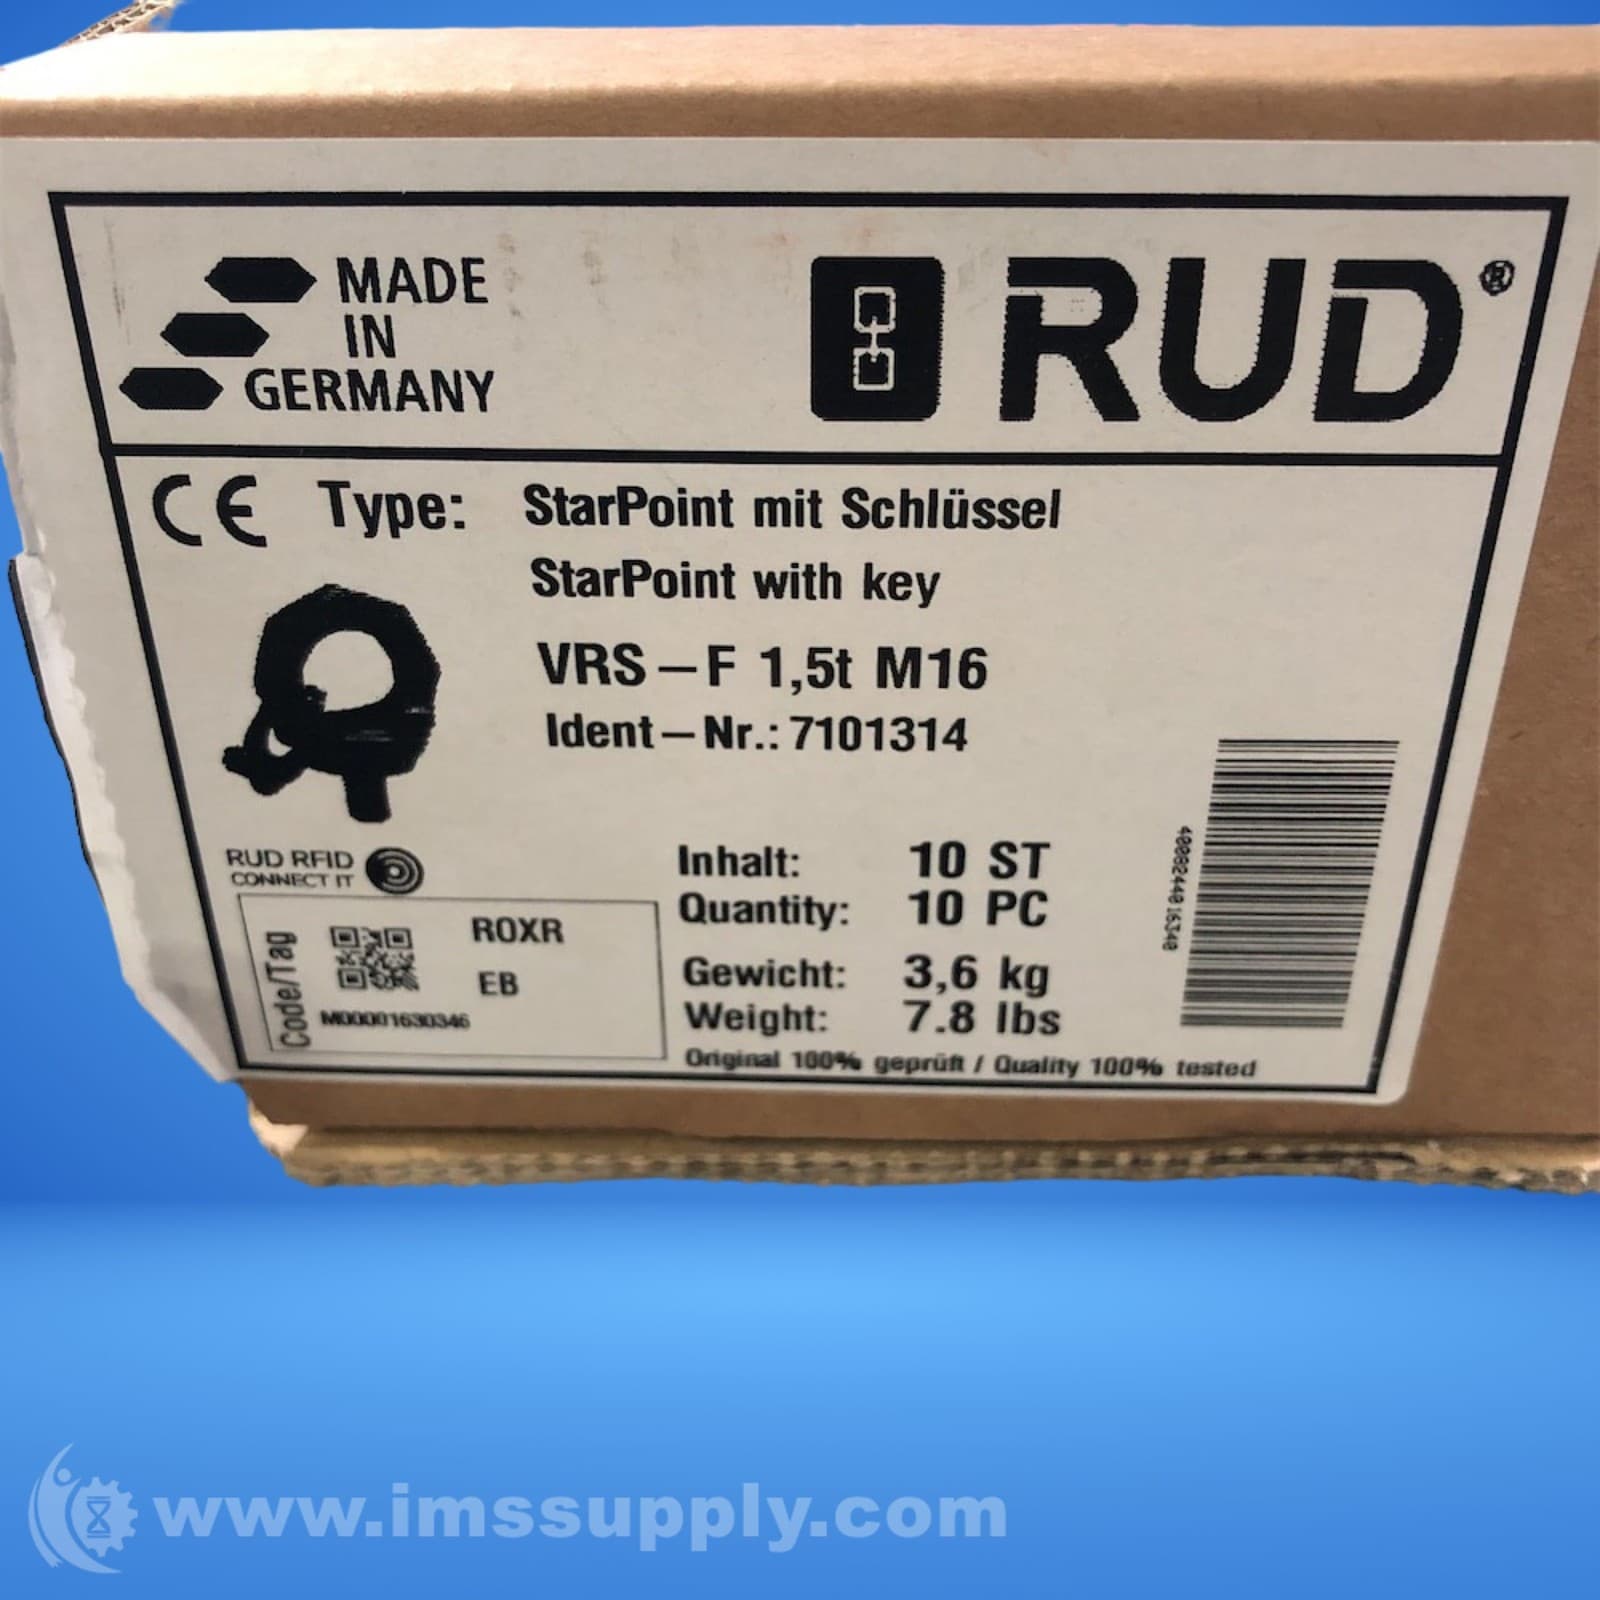 MADE
IN
GERMANY
RUD®
CE Type: StarPoint mit Schlüssel
StarPoint with key
VRS-F 1,5t M16
Ident-Nr.: 7101314
RUD RFID
CONNECT IT
Code/Tag
ROXR
EB
M00001630346
Inhalt: 10 ST
Quantity: 10 PC
Gewicht: 3,6 kg
Weight: 7.8 lbs
Original 100% geprüft / Quality 100% tested
www.imssupply.com